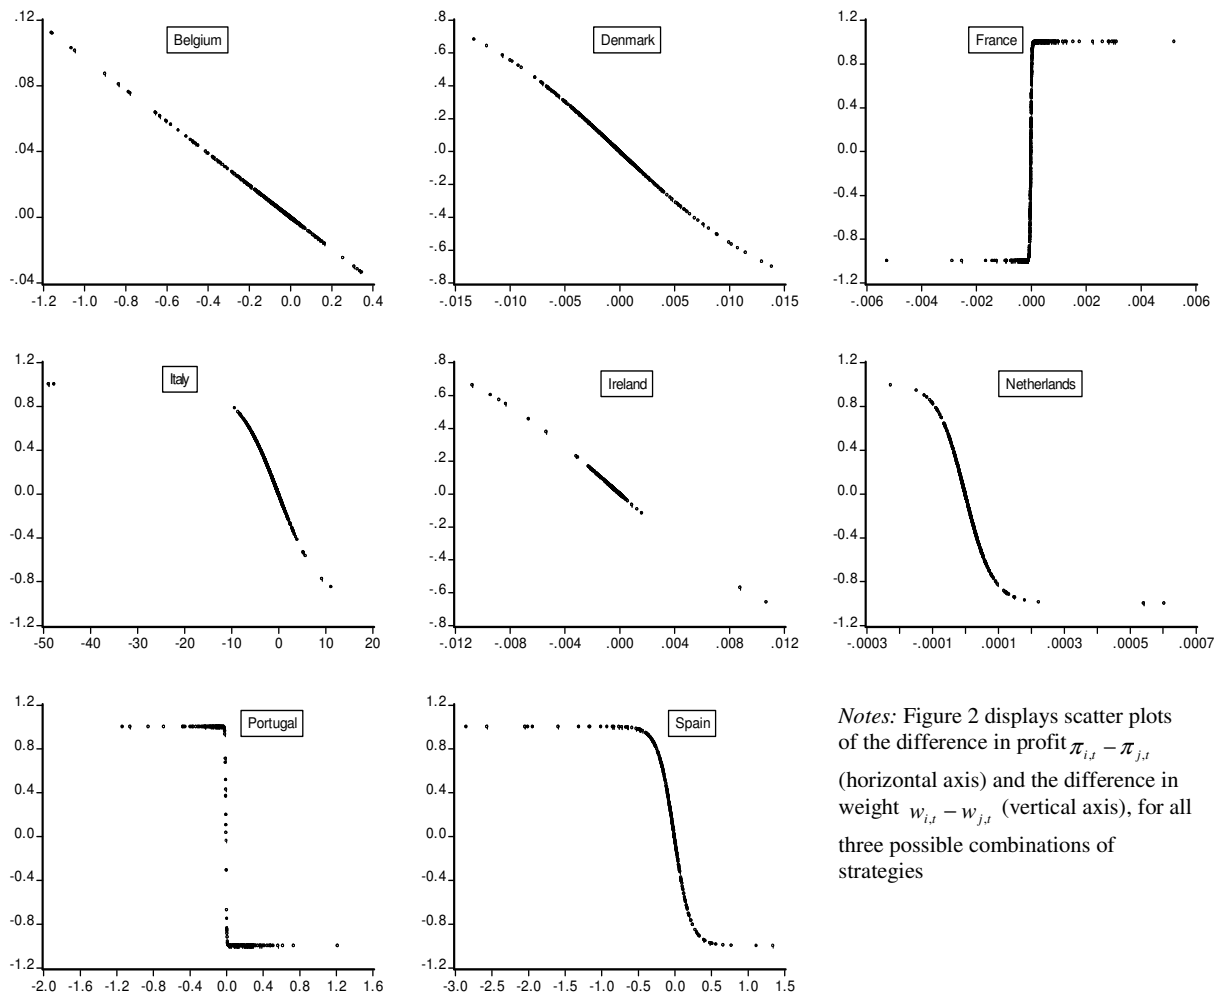 Belgium
.12
.08
.04
.00
-.04
-1.2 -1.0 -0.8 -0.6 -0.4 -0.2 0.0 0.2 0.4
Denmark
.8
.6
.4
.2
.0
-.2
-.4
-.6
-.8
-.015 -.010 -.005 .000 .005 .010 .015
France
1.2
0.8
0.4
0.0
-0.4
-0.8
-1.2
-.006 -.004 -.002 .000 .002 .004 .006
Italy
1.2
0.8
0.4
0.0
-0.4
-0.8
-1.2
-50 -40 -30 -20 -10 0 10 20
Ireland
.8
.6
.4
.2
.0
-.2
-.4
-.6
-.8
-.012 -.008 -.004 .000 .004 .008 .012
Netherlands
1.2
0.8
0.4
0.0
-0.4
-0.8
-1.2
-.0003 -.0001 .0001 .0003 .0005 .0007
Portugal
1.2
0.8
0.4
0.0
-0.4
-0.8
-1.2
-2.0 -1.6 -1.2 -0.8 -0.4 0.0 0.4 0.8 1.2 1.6
Spain
1.2
0.8
0.4
0.0
-0.4
-0.8
-1.2
-3.0 -2.5 -2.0 -1.5 -1.0 -0.5 0.0 0.5 1.0 1.5
Notes: Figure 2 displays scatter plots
of the difference in profit π_{i,t} − π_{j,t}
(horizontal axis) and the difference in
weight w_{i,t} − w_{j,t} (vertical axis), for all
three possible combinations of
strategies